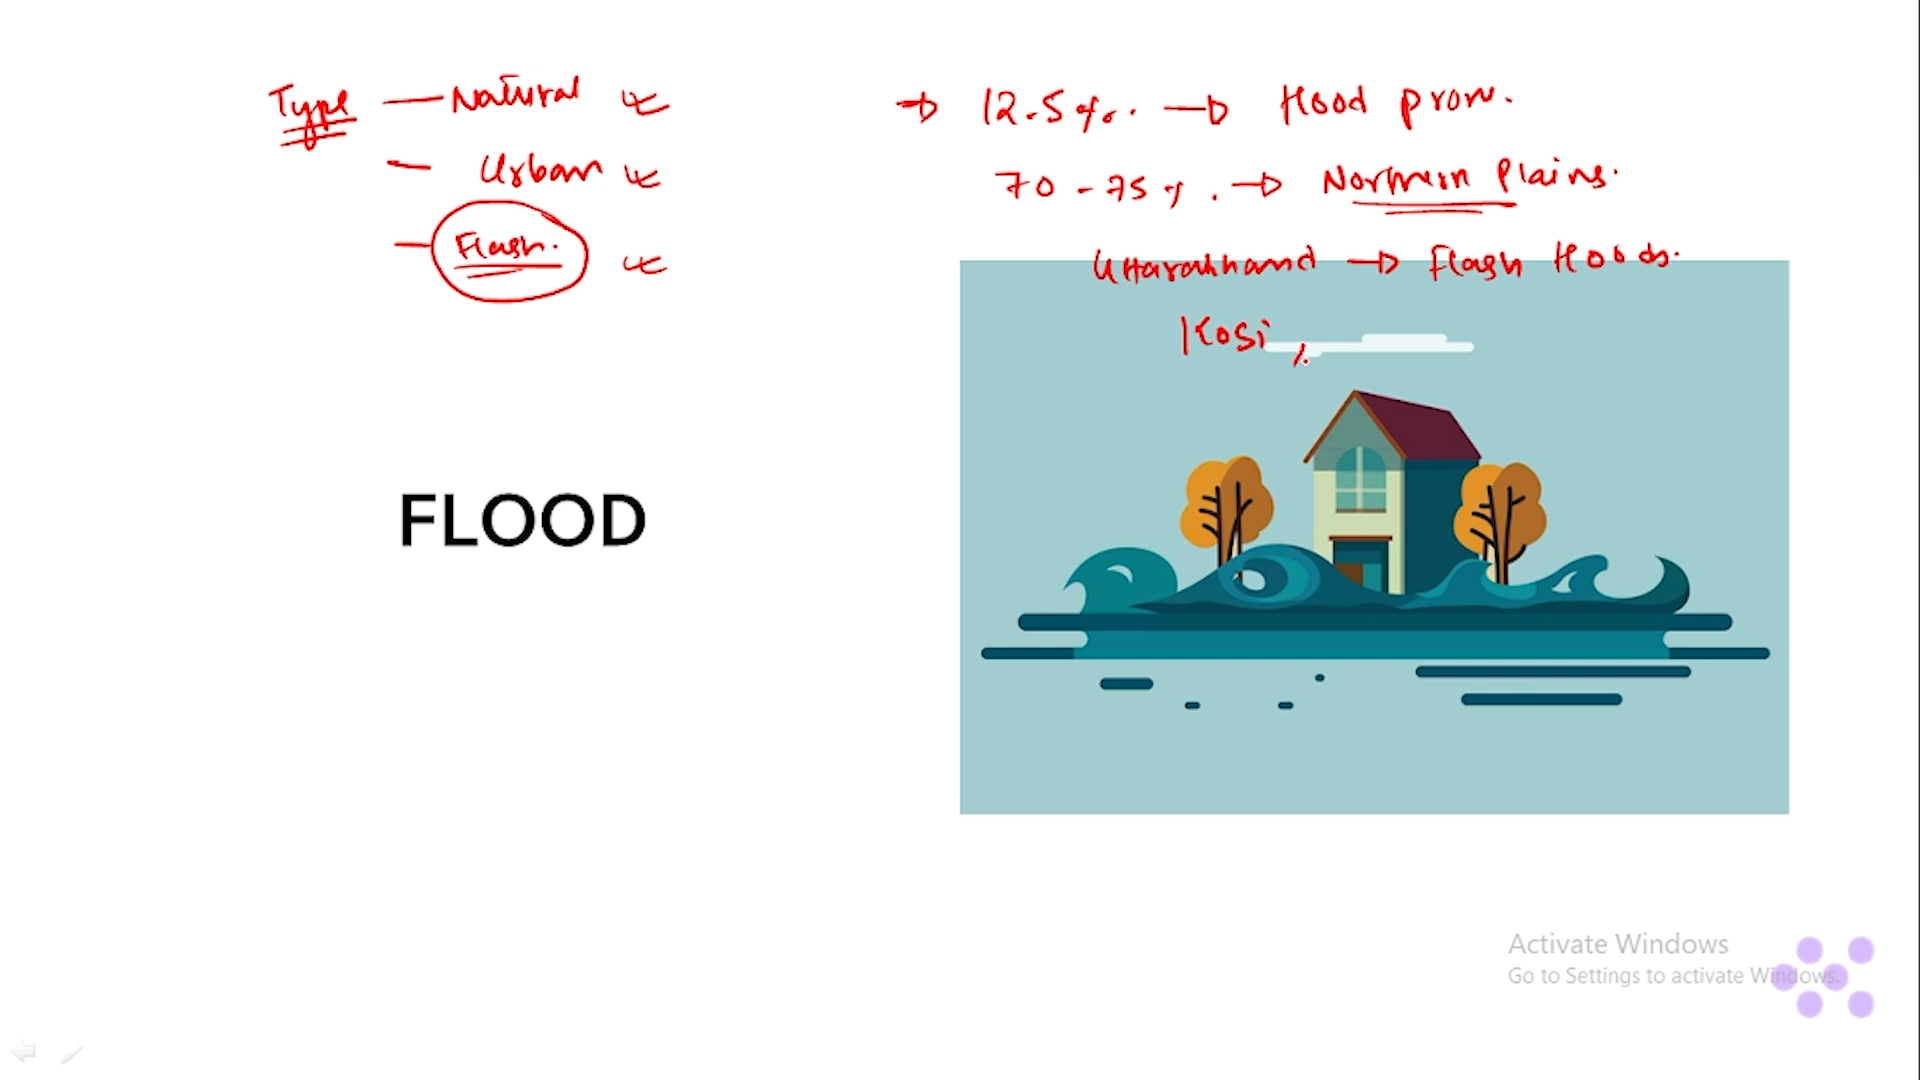 Type — Natural
— Urban
— Flash.
→ 12.5%. → Flood prone.
70-75%. → Northern Plains.
Uttarakhand → Flash Floods.
Kosi,
FLOOD
Activate Windows
Go to Settings to activate Windows.